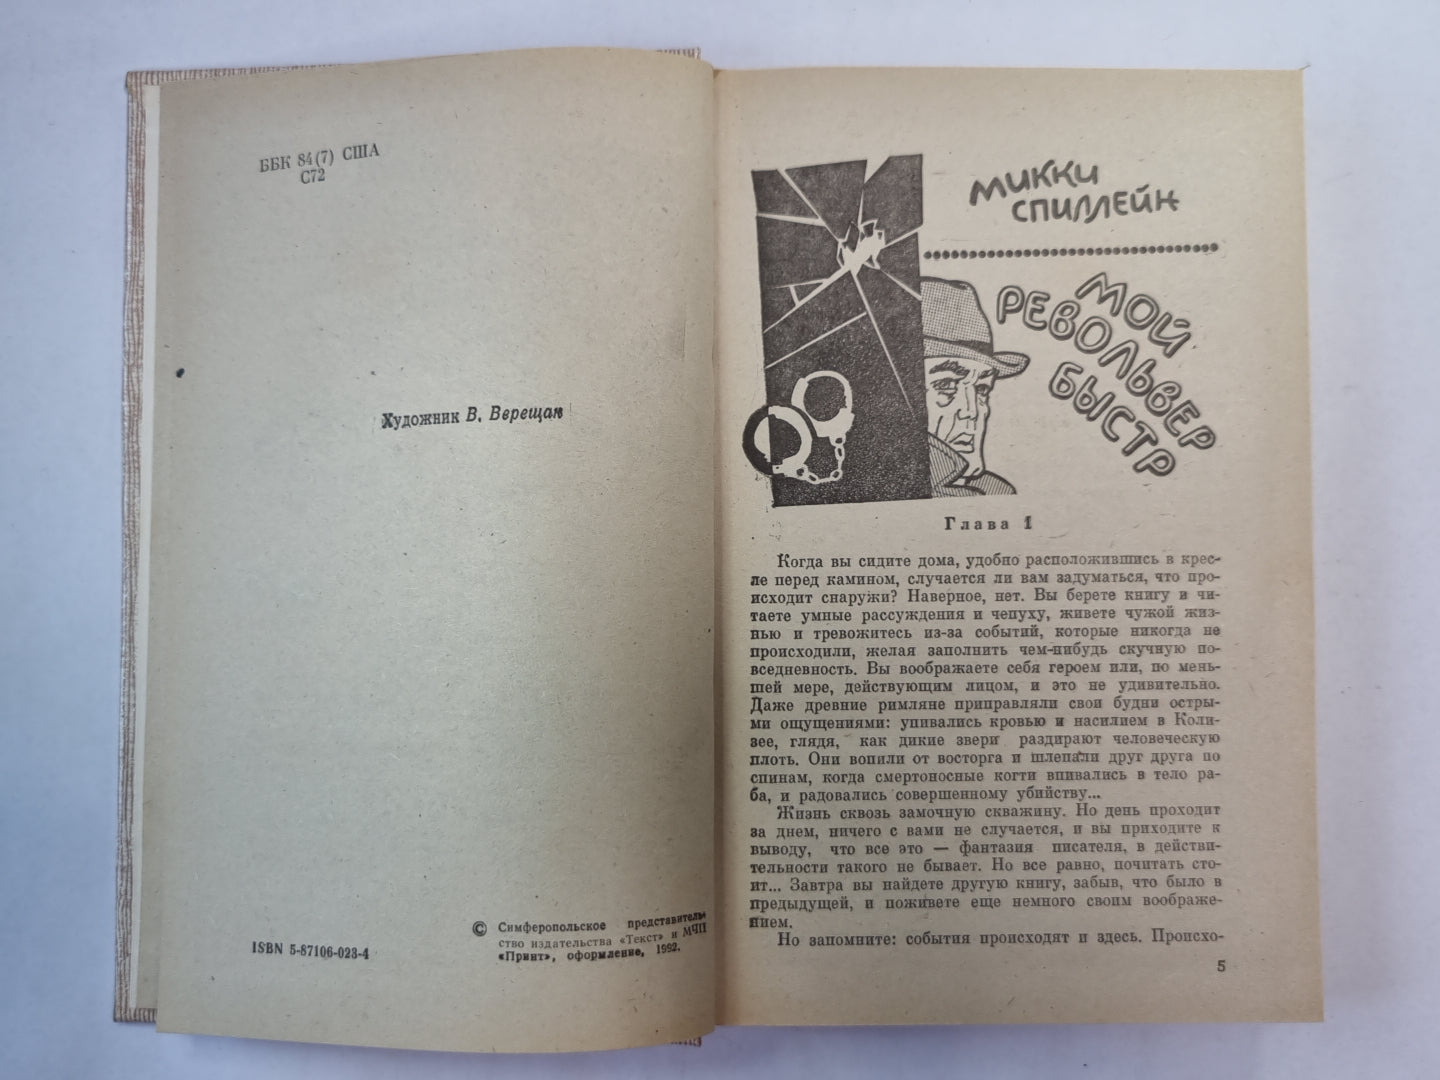 ББК 84(7) США
С72
Художник В. Верещак
ISBN 5-87106-023-4
© Симферопольское представитель
ство издательства «Текст» и МЧП
«Принт», оформление, 1992.
МИККИ
СПИЛЛЕЙН
МОЙ
РЕВОЛЬВЕР
БЫСТР
Глава 1
Когда вы сидите дома, удобно расположившись в крес-
ле перед камином, случается ли вам задуматься, что про-
исходит снаружи? Наверное, нет. Вы берете книгу и чи-
таете умные рассуждения и чепуху, живете чужой жиз-
нью и тревожитесь из-за событий, которые никогда не
происходили, желая заполнить чем-нибудь скучную по-
вседневность. Вы воображаете себя героем или, по мень-
шей мере, действующим лицом, и это не удивительно.
Даже древние римляне приправляли свои будни остры-
ми ощущениями: упивались кровью и насилием в Коли-
зее, глядя, как дикие звери раздирают человеческую
плоть. Они вопили от восторга и шлепали друг друга по
спинам, когда смертоносные когти впивались в тело ра-
ба, и радовались совершенному убийству...
Жизнь сквозь замочную скважину. Но день проходит
за днем, ничего с вами не случается, и вы приходите к
выводу, что все это — фантазия писателя, в действи-
тельности такого не бывает. Но все равно, почитать сто-
ит... Завтра вы найдете другую книгу, забыв, что было в
предыдущей, и поживете еще немного своим воображе-
нием.
Но запомните: события происходят и здесь. Происхо-
5